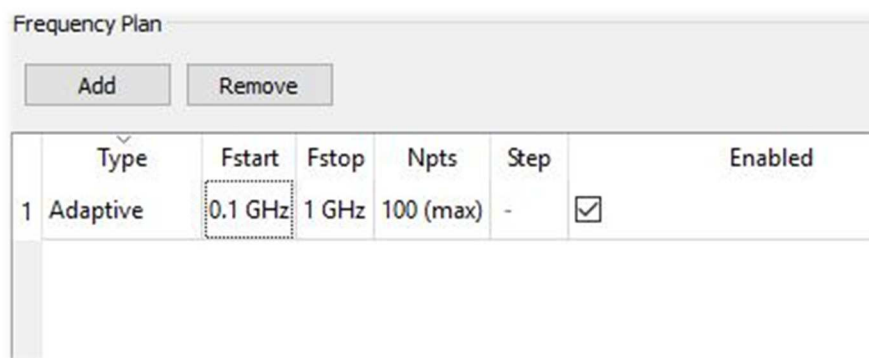 Frequency Plan
Add Remove
Type Fstart Fstop Npts Step Enabled
1 Adaptive 0.1 GHz 1 GHz 100 (max) -